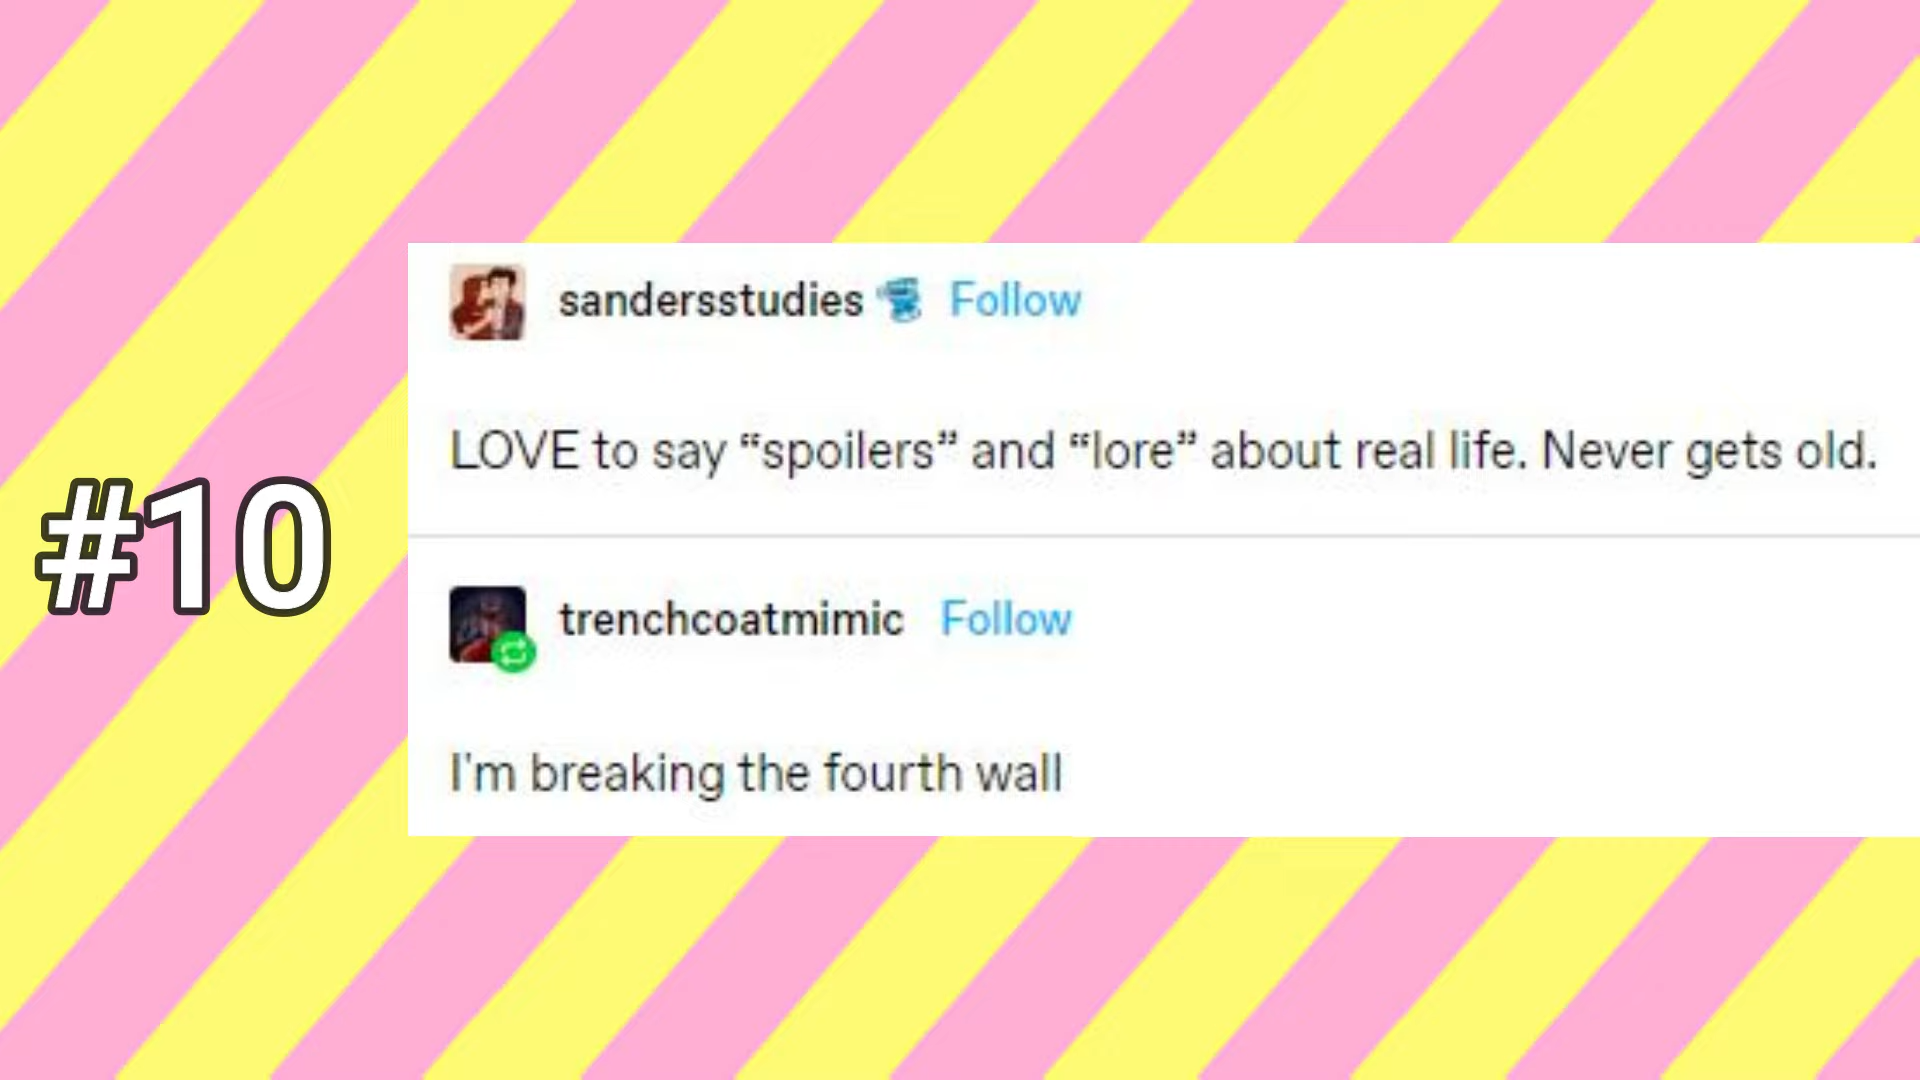 #10
sandersstudies Follow
LOVE to say “spoilers” and “lore” about real life. Never gets old.
trenchcoatmimic Follow
I'm breaking the fourth wall